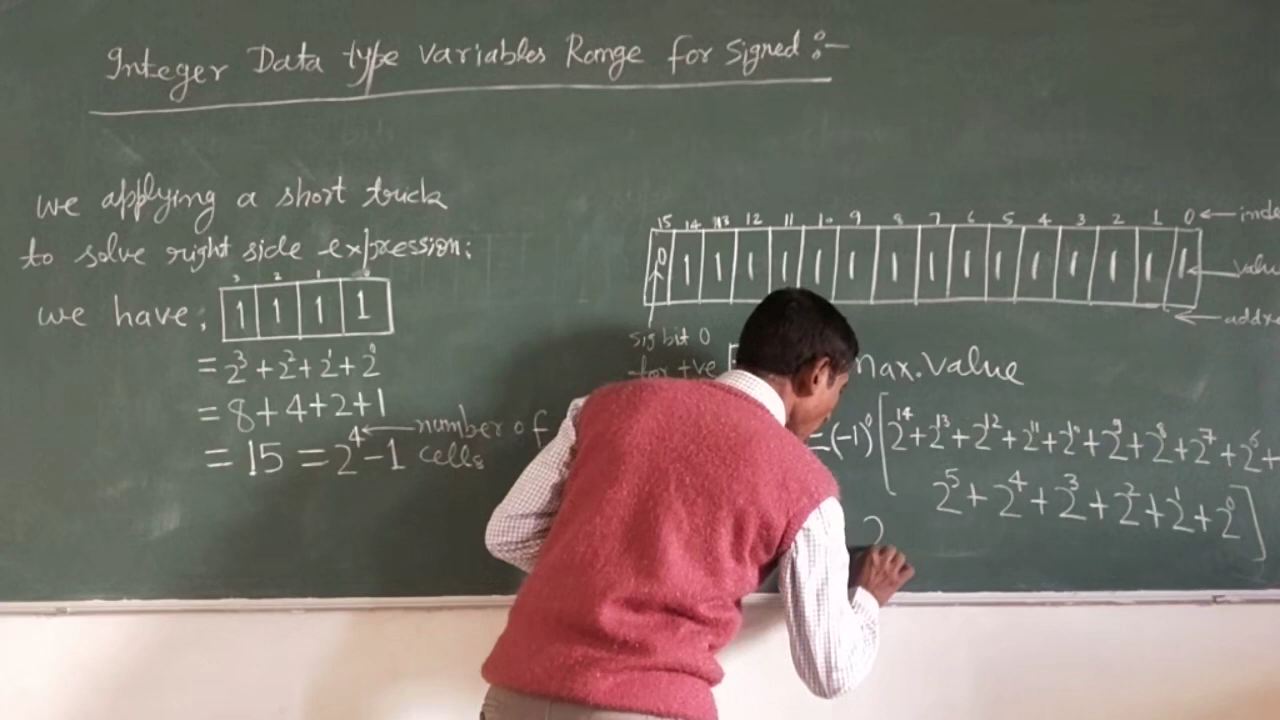 Integer Data type variables Range for Signed :-
we applying a short trick
to solve right side expression:
we have; 3 2 1 0
1 1 1 1
= 2³ + 2² + 2¹ + 2⁰
= 8 + 4 + 2 + 1
= 15 = 2⁴ - 1 ← number of cells
15 14 13 12 11 10 9 8 7 6 5 4 3 2 1 0 ← inde
0 1 1 1 1 1 1 1 1 1 1 1 1 1 1 1 ← valu
← addre
sigbit 0
for +ve
max. value
= (-1)⁰ [2¹⁴ + 2¹³ + 2¹² + 2¹¹ + 2¹⁰ + 2⁹ + 2⁸ + 2⁷ + 2⁶ +
2⁵ + 2⁴ + 2³ + 2² + 2¹ + 2⁰]